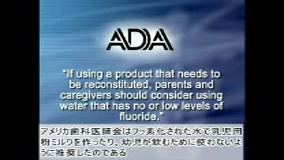 ADA
"If using a product that needs to
be reconstituted, parents and
caregivers should consider using
water that has no or low levels of
fluoride."
アメリカ歯科医師会はフッ素化された水で乳児用
粉ミルクを作ったり、幼児が飲むために使わないよ
うに推奨したのである